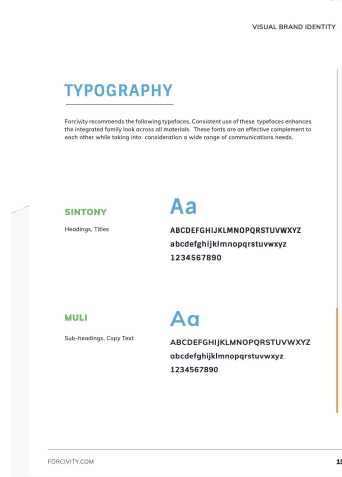 VISUAL BRAND IDENTITY
TYPOGRAPHY
Forcivity recommends the following typefaces. Consistent use of these typefaces enhances
the integrated family look across all materials. These fonts are an effective complement to
each other while taking into consideration a wide range of communications needs.
SINTONY
Headings, Titles
Aa
ABCDEFGHIJKLMNOPQRSTUVWXYZ
abcdefghijklmnopqrstuvwxyz
1234567890
MULI
Sub-headings, Copy Text
Aa
ABCDEFGHIJKLMNOPQRSTUVWXYZ
abcdefghijklmnopqrstuvwxyz
1234567890
FORCIVITY.COM